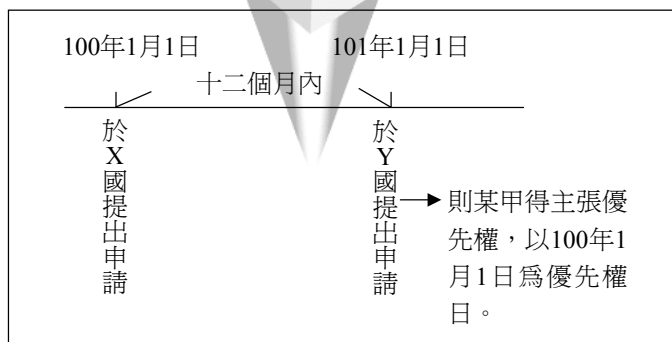 100年1月1日
101年1月1日
十二個月內
於X國提出申請
於Y國提出申請
則某甲得主張優
先權，以100年1
月1日爲優先權
日。